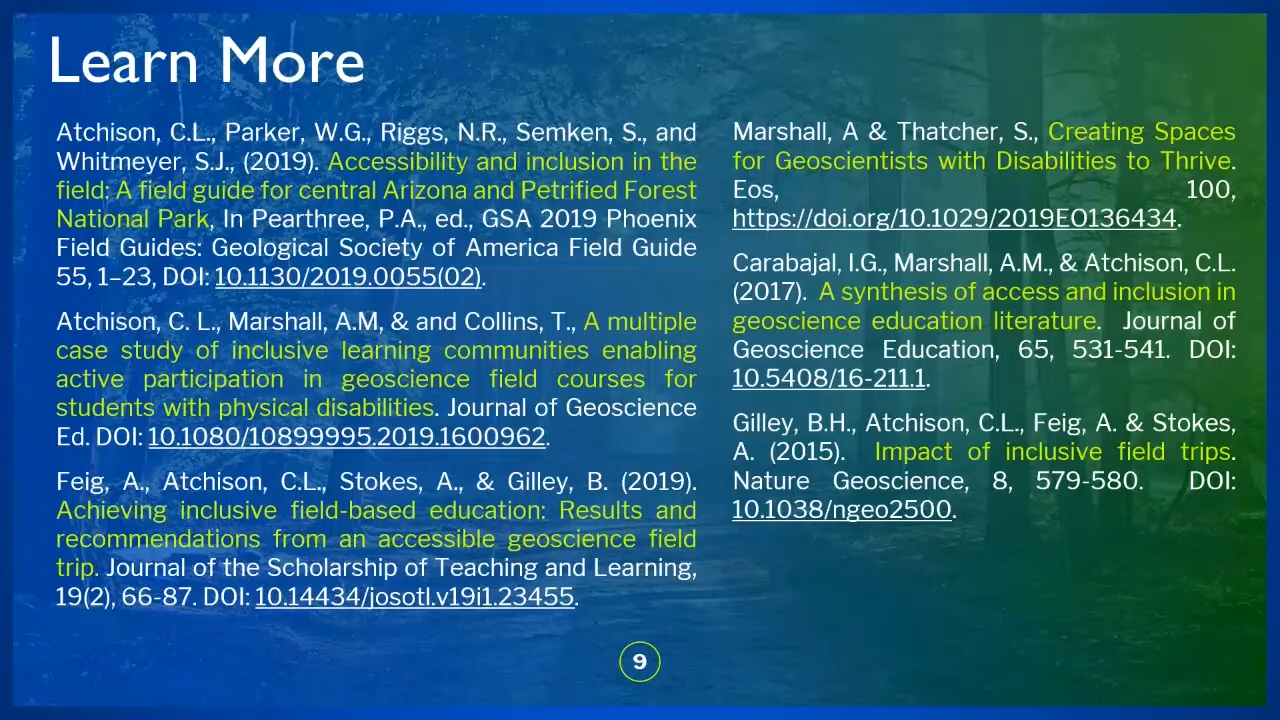 Learn More
Atchison, C.L., Parker, W.G., Riggs, N.R., Semken, S., and
Whitmeyer, S.J., (2019). Accessibility and inclusion in the
field: A field guide for central Arizona and Petrified Forest
National Park, In Pearthree, P.A., ed., GSA 2019 Phoenix
Field Guides: Geological Society of America Field Guide
55, 1–23, DOI: 10.1130/2019.0055(02).
Atchison, C. L., Marshall, A.M, & and Collins, T., A multiple
case study of inclusive learning communities enabling
active participation in geoscience field courses for
students with physical disabilities. Journal of Geoscience
Ed. DOI: 10.1080/10899995.2019.1600962.
Feig, A., Atchison, C.L., Stokes, A., & Gilley, B. (2019).
Achieving inclusive field-based education: Results and
recommendations from an accessible geoscience field
trip. Journal of the Scholarship of Teaching and Learning,
19(2), 66-87. DOI: 10.14434/josotl.v19i1.23455.
Marshall, A & Thatcher, S., Creating Spaces
for Geoscientists with Disabilities to Thrive.
Eos, 100,
https://doi.org/10.1029/2019EO136434.
Carabajal, I.G., Marshall, A.M., & Atchison, C.L.
(2017). A synthesis of access and inclusion in
geoscience education literature. Journal of
Geoscience Education, 65, 531-541. DOI:
10.5408/16-211.1.
Gilley, B.H., Atchison, C.L., Feig, A. & Stokes,
A. (2015). Impact of inclusive field trips.
Nature Geoscience, 8, 579-580. DOI:
10.1038/ngeo2500.
9